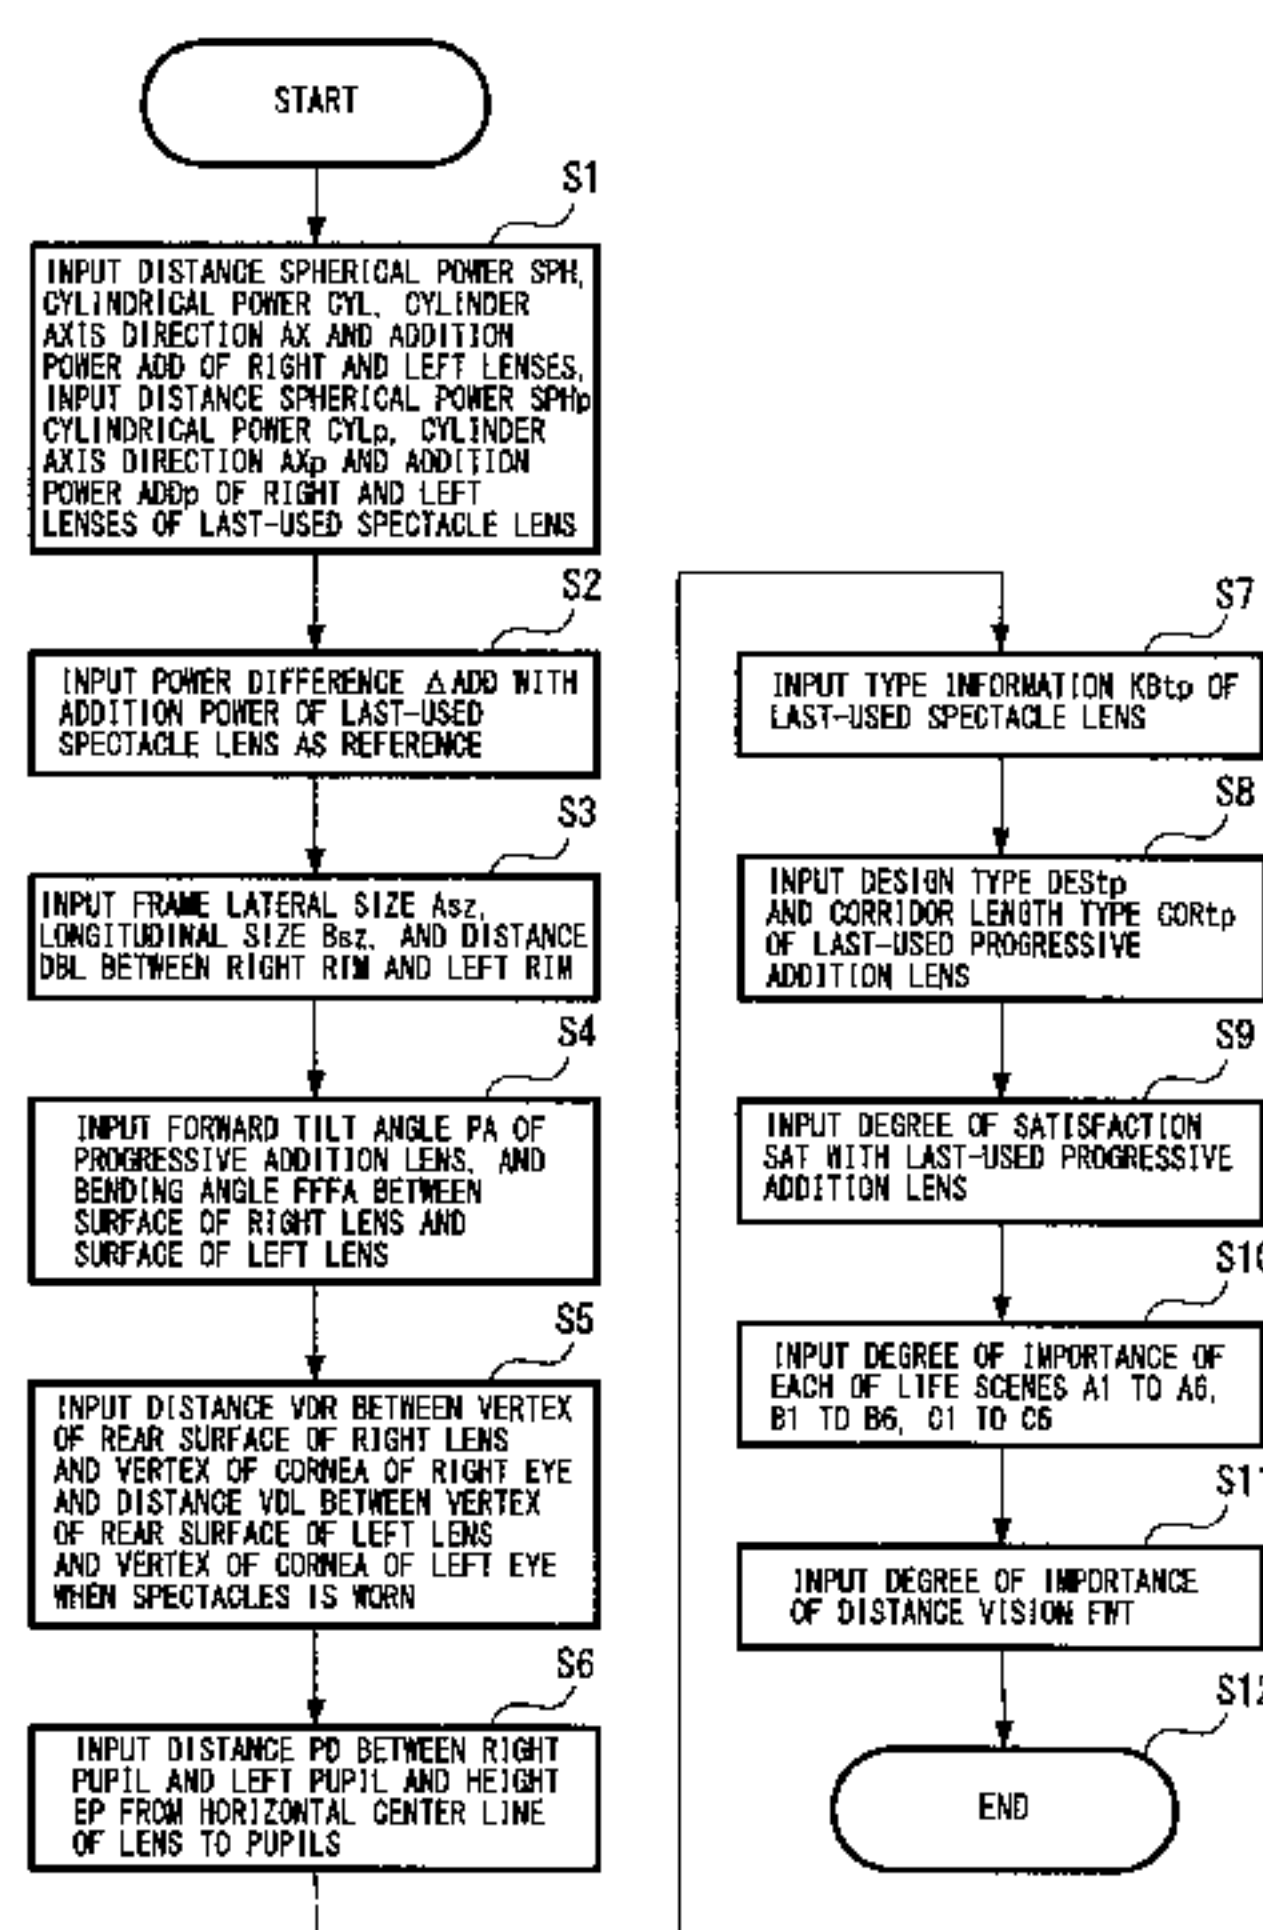 START
S1
INPUT DISTANCE SPHERICAL POWER SPH,
CYLINDRICAL POWER CYL, CYLINDER
AXIS DIRECTION AX AND ADDITION
POWER ADD OF RIGHT AND LEFT LENSES,
INPUT DISTANCE SPHERICAL POWER SPHp
CYLINDRICAL POWER CYLp, CYLINDER
AXIS DIRECTION AXp AND ADDITION
POWER ADDp OF RIGHT AND LEFT
LENSES OF LAST-USED SPECTACLE LENS
S2
INPUT POWER DIFFERENCE ΔADD WITH
ADDITION POWER OF LAST-USED
SPECTACLE LENS AS REFERENCE
S3
INPUT FRAME LATERAL SIZE Asz,
LONGITUDINAL SIZE Bsz, AND DISTANCE
DBL BETWEEN RIGHT RIM AND LEFT RIM
S4
INPUT FORWARD TILT ANGLE PA OF
PROGRESSIVE ADDITION LENS, AND
BENDING ANGLE FFFA BETWEEN
SURFACE OF RIGHT LENS AND
SURFACE OF LEFT LENS
S5
INPUT DISTANCE VDR BETWEEN VERTEX
OF REAR SURFACE OF RIGHT LENS
AND VERTEX OF CORNEA OF RIGHT EYE
AND DISTANCE VDL BETWEEN VERTEX
OF REAR SURFACE OF LEFT LENS
AND VERTEX OF CORNEA OF LEFT EYE
WHEN SPECTACLES IS WORN
S6
INPUT DISTANCE PD BETWEEN RIGHT
PUPIL AND LEFT PUPIL AND HEIGHT
EP FROM HORIZONTAL CENTER LINE
OF LENS TO PUPILS
S7
INPUT TYPE INFORMATION KBtp OF
LAST-USED SPECTACLE LENS
S8
INPUT DESIGN TYPE DEStp
AND CORRIDOR LENGTH TYPE CORtp
OF LAST-USED PROGRESSIVE
ADDITION LENS
S9
INPUT DEGREE OF SATISFACTION
SAT WITH LAST-USED PROGRESSIVE
ADDITION LENS
S10
INPUT DEGREE OF IMPORTANCE OF
EACH OF LIFE SCENES A1 TO A6,
B1 TO B6, C1 TO C6
S11
INPUT DEGREE OF IMPORTANCE
OF DISTANCE VISION FWT
S12
END